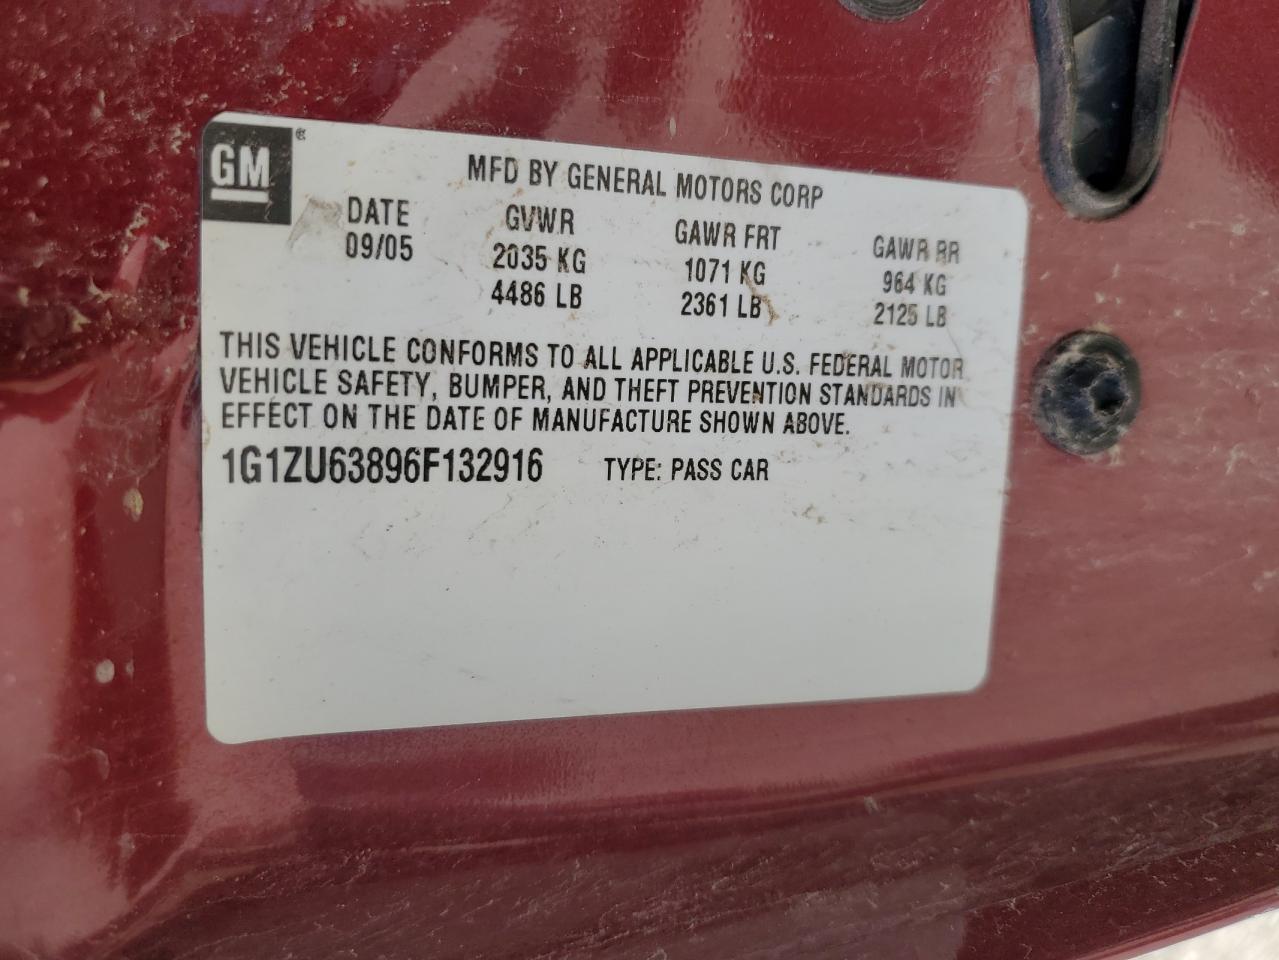 GM ®
MFD BY GENERAL MOTORS CORP
DATE GVWR GAWR FRT GAWR RR
09/05 2035 KG 1071 KG 964 KG
4486 LB 2361 LB 2125 LB
THIS VEHICLE CONFORMS TO ALL APPLICABLE U.S. FEDERAL MOTOR
VEHICLE SAFETY, BUMPER, AND THEFT PREVENTION STANDARDS IN
EFFECT ON THE DATE OF MANUFACTURE SHOWN ABOVE.
1G1ZU63896F132916 TYPE: PASS CAR